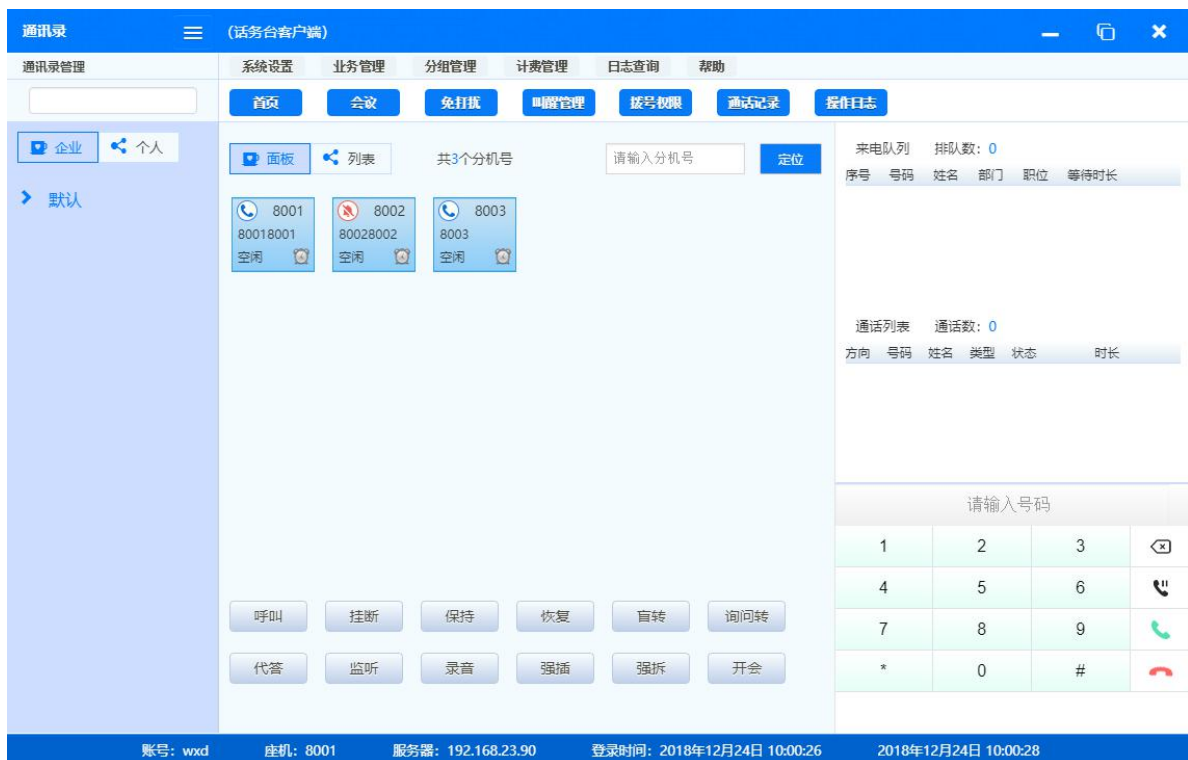 通讯录
(话务台客户端)
通讯录管理
系统设置 业务管理 分组管理 计费管理 日志查询 帮助
首页 会议 免打扰 叫醒管理 拨号权限 通话记录 操作日志
企业 个人
默认
面板 列表 共3个分机号 请输入分机号 定位
8001
80018001
空闲
8002
80028002
空闲
8003
8003
空闲
来电队列 排队数: 0
序号 号码 姓名 部门 职位 等待时长
通话列表 通话数: 0
方向 号码 姓名 类型 状态 时长
请输入号码
1 2 3
4 5 6
7 8 9
* 0 #
呼叫 挂断 保持 恢复 盲转 询问转
代答 监听 录音 强插 强拆 开会
账号: wxd 座机: 8001 服务器: 192.168.23.90 登录时间: 2018年12月24日 10:00:26 2018年12月24日 10:00:28